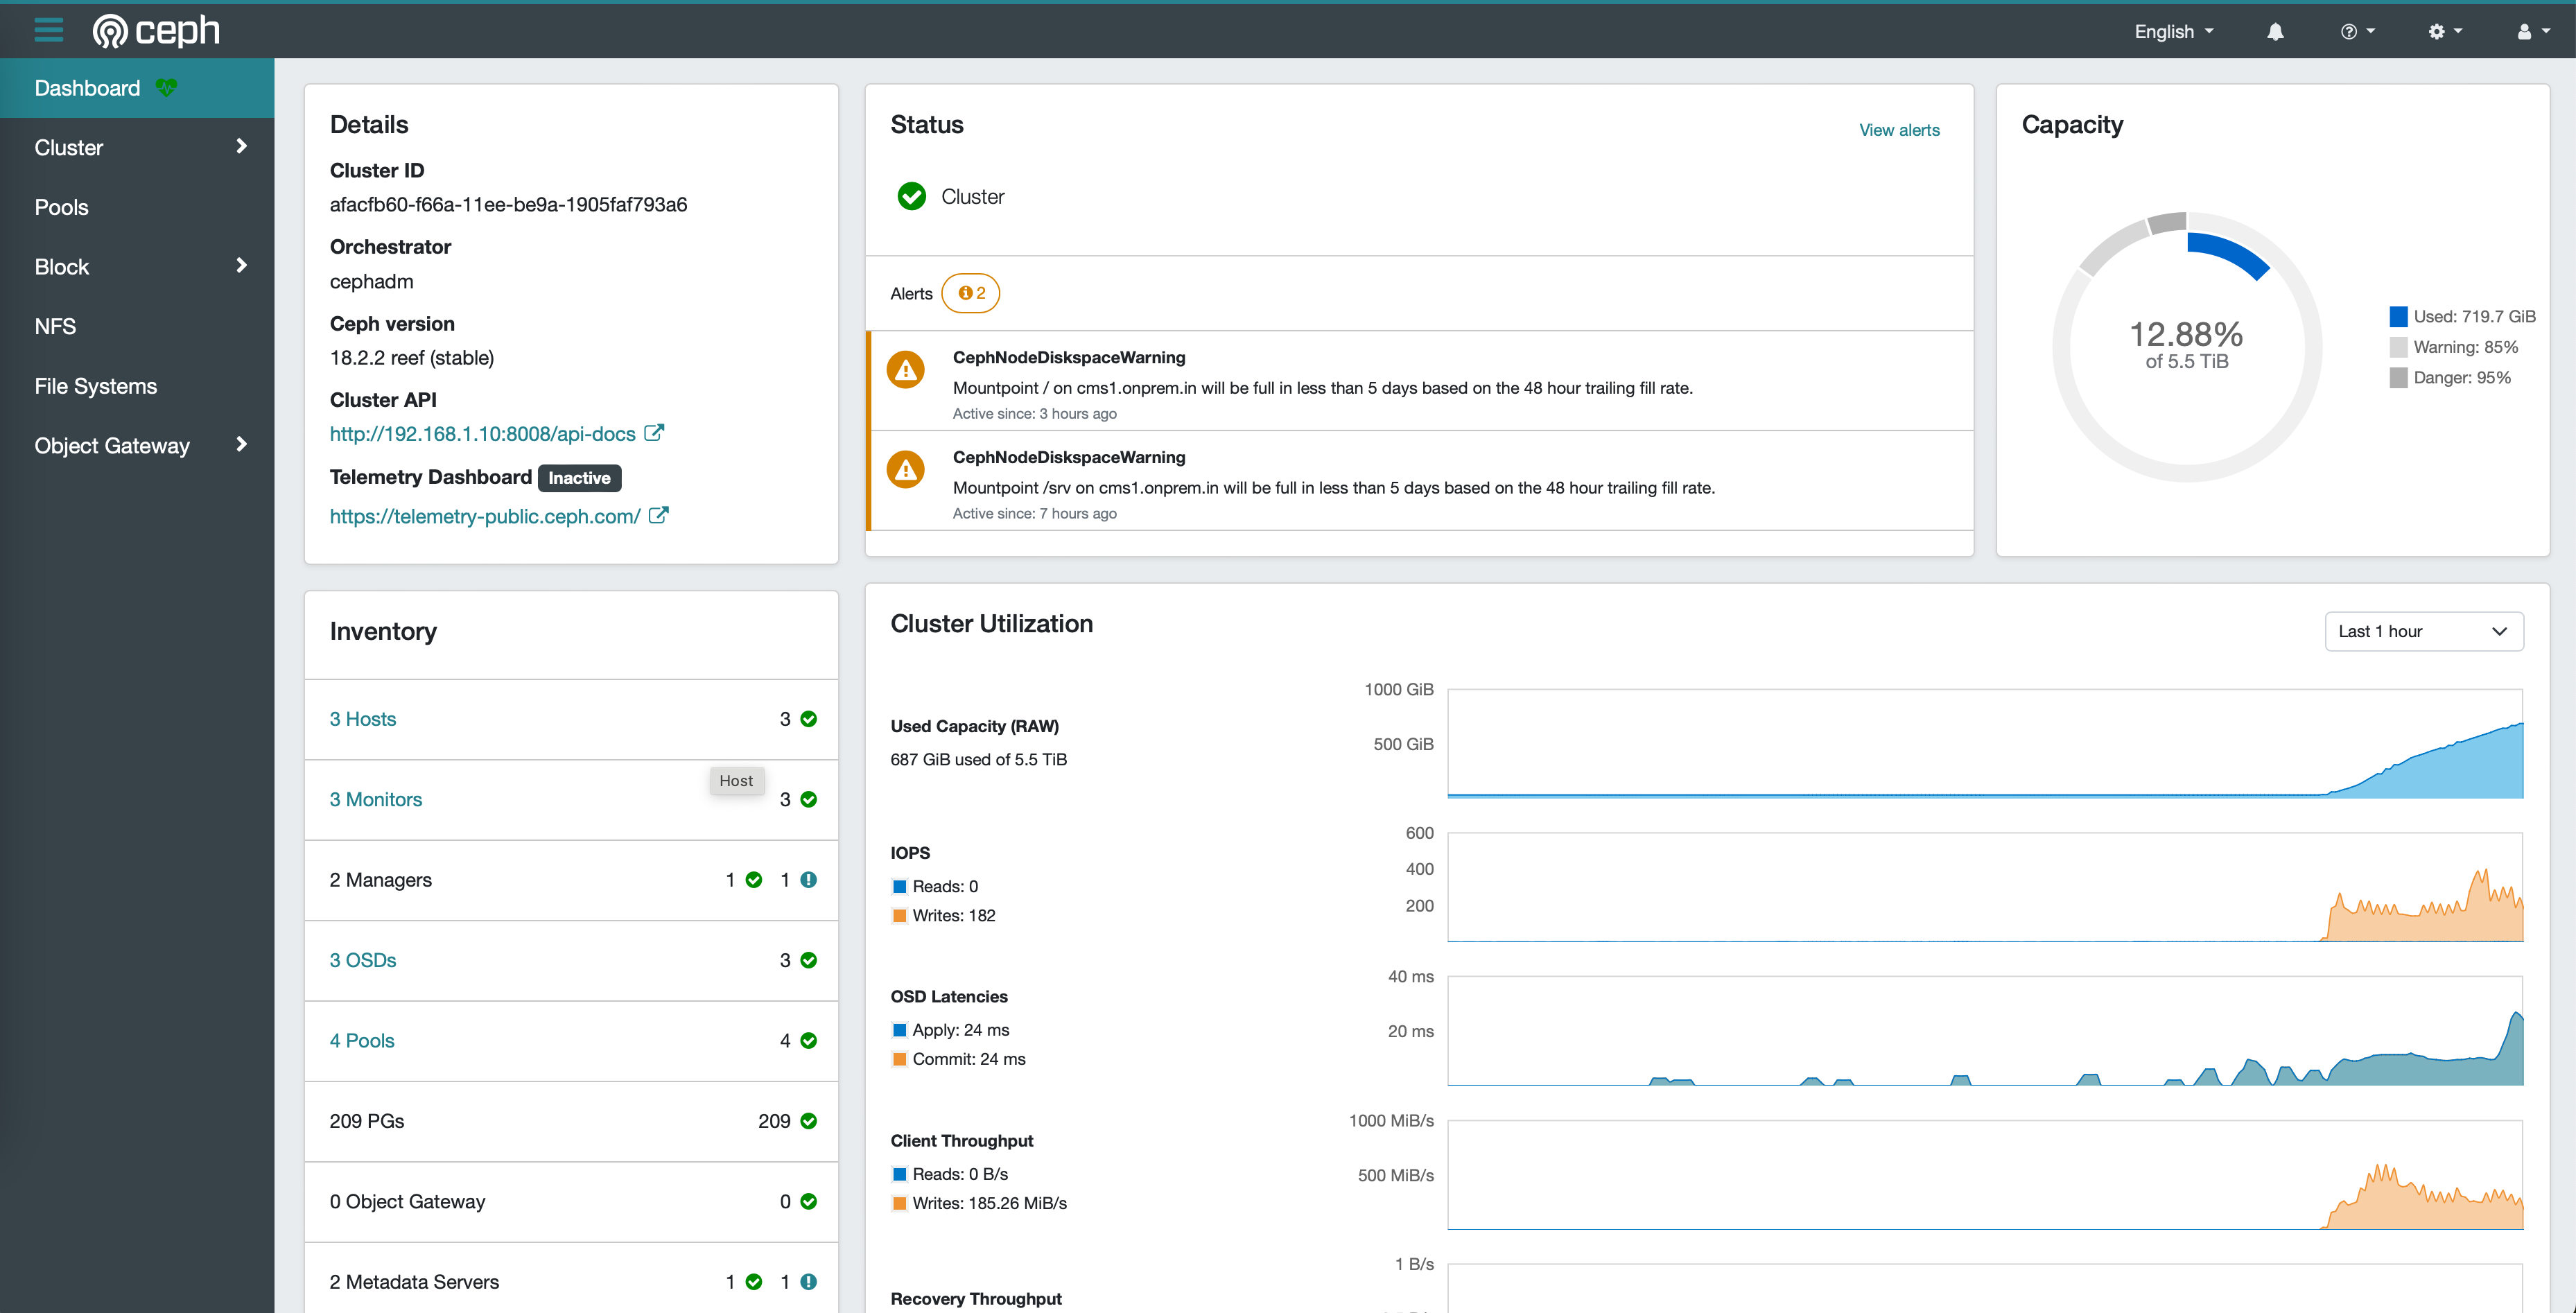 ceph
English
Dashboard
Cluster
Pools
Block
NFS
File Systems
Object Gateway
Details
Cluster ID
afacfb60-f66a-11ee-be9a-1905faf793a6
Orchestrator
cephadm
Ceph version
18.2.2 reef (stable)
Cluster API
http://192.168.1.10:8008/api-docs
Telemetry Dashboard Inactive
https://telemetry-public.ceph.com/
Status
View alerts
Cluster
Alerts 2
CephNodeDiskspaceWarning
Mountpoint / on cms1.onprem.in will be full in less than 5 days based on the 48 hour trailing fill rate.
Active since: 3 hours ago
CephNodeDiskspaceWarning
Mountpoint /srv on cms1.onprem.in will be full in less than 5 days based on the 48 hour trailing fill rate.
Active since: 7 hours ago
Capacity
12.88%
of 5.5 TiB
Used: 719.7 GiB
Warning: 85%
Danger: 95%
Inventory
3 Hosts 3
Host
3 Monitors 3
2 Managers 1 1
3 OSDs 3
4 Pools 4
209 PGs 209
0 Object Gateway 0
2 Metadata Servers 1 1
Cluster Utilization
Last 1 hour
Used Capacity (RAW)
687 GiB used of 5.5 TiB
1000 GiB
500 GiB
IOPS
Reads: 0
Writes: 182
600
400
200
OSD Latencies
Apply: 24 ms
Commit: 24 ms
40 ms
20 ms
Client Throughput
Reads: 0 B/s
Writes: 185.26 MiB/s
1000 MiB/s
500 MiB/s
Recovery Throughput
1 B/s